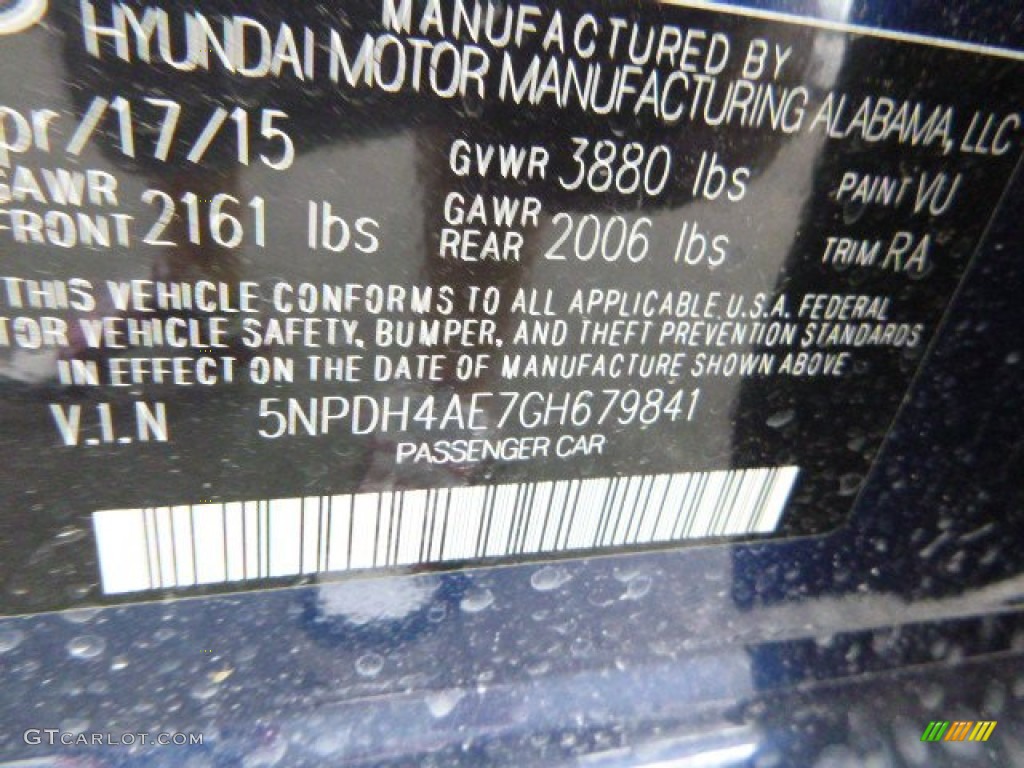 MANUFACTURED BY
HYUNDAI MOTOR MANUFACTURING ALABAMA, LLC
pr/17/15 GVWR 3880 lbs PAINT VU
GAWR FRONT 2161 lbs GAWR REAR 2006 lbs TRIM RA
THIS VEHICLE CONFORMS TO ALL APPLICABLE U.S.A. FEDERAL
TOR VEHICLE SAFETY, BUMPER, AND THEFT PREVENTION STANDARDS
IN EFFECT ON THE DATE OF MANUFACTURE SHOWN ABOVE
V.I.N 5NPDH4AE7GH679841
PASSENGER CAR
GTCARLOT.COM